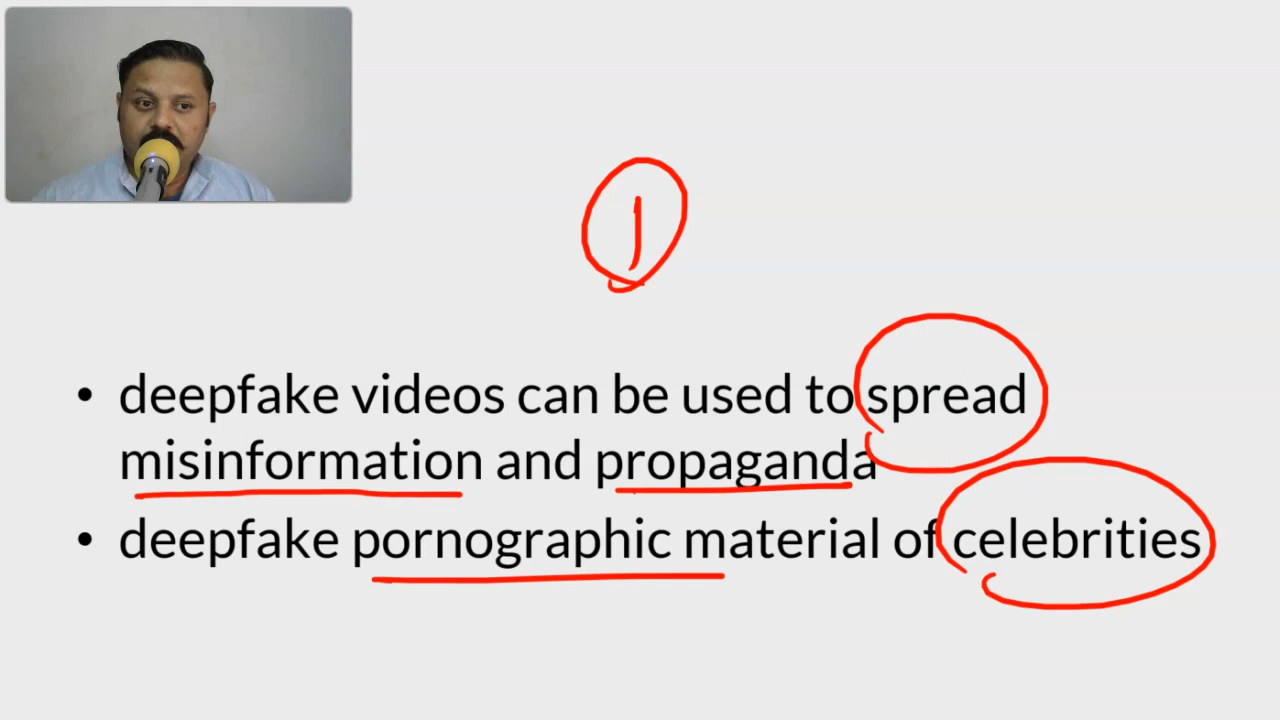 1
• deepfake videos can be used to spread
misinformation and propaganda
• deepfake pornographic material of celebrities